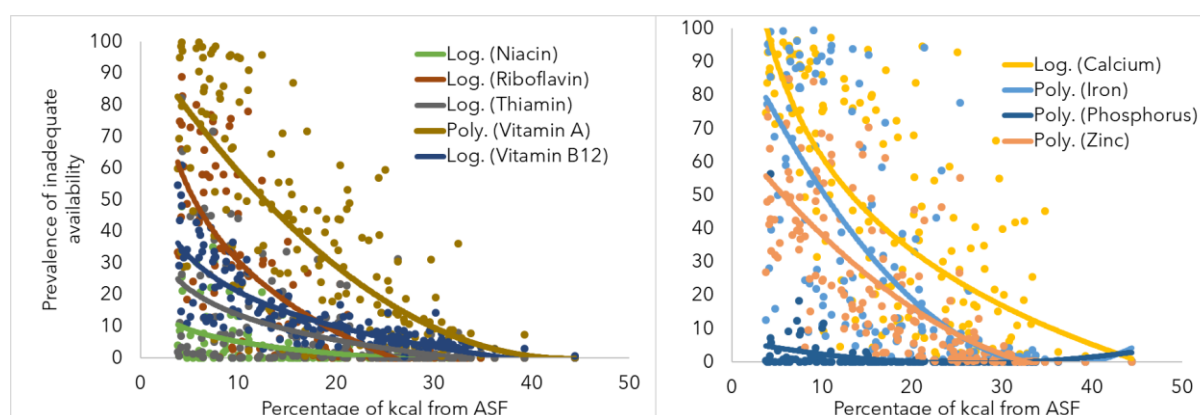 Prevalence of inadequate
availability
100
90
80
70
60
50
40
30
20
10
0
0 10 20 30 40 50
Percentage of kcal from ASF
Log. (Niacin)
Log. (Riboflavin)
Log. (Thiamin)
Poly. (Vitamin A)
Log. (Vitamin B12)
100
90
80
70
60
50
40
30
20
10
0
0 10 20 30 40 50
Percentage of kcal from ASF
Log. (Calcium)
Poly. (Iron)
Poly. (Phosphorus)
Poly. (Zinc)